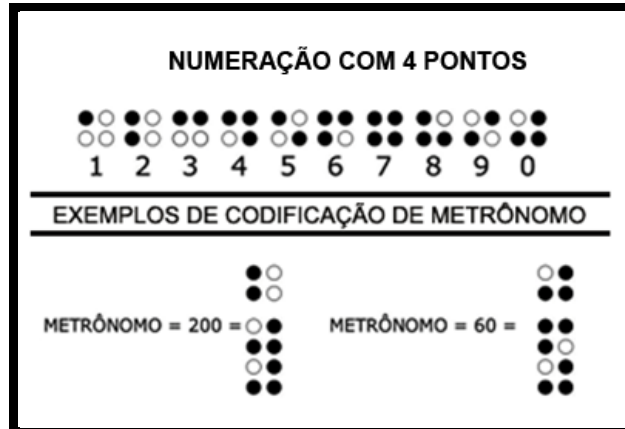 NUMERAÇÃO COM 4 PONTOS
1 2 3 4 5 6 7 8 9 0
EXEMPLOS DE CODIFICAÇÃO DE METRÔNOMO
METRÔNOMO = 200 =
METRÔNOMO = 60 =